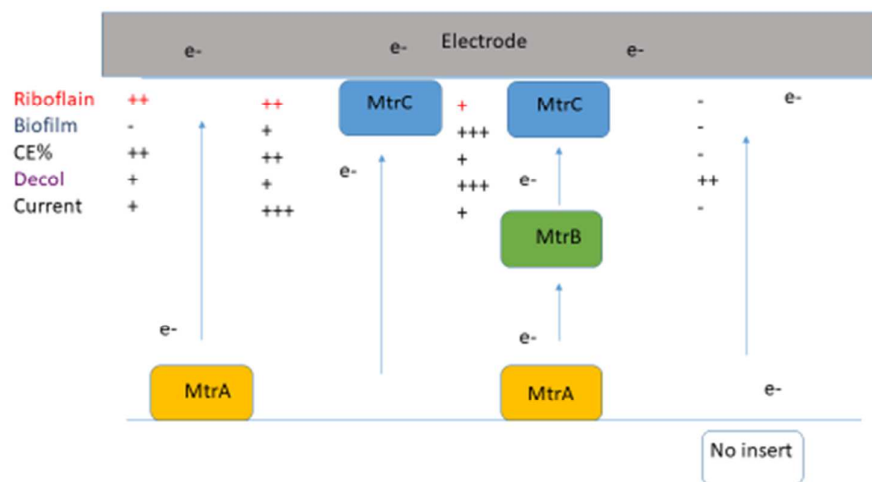 Electrode
e- e- e-
Riboflain ++ ++ MtrC + MtrC - e-
Biofilm - + +++ -
CE% ++ ++ e- + e- -
Decol + + +++ ++
Current + +++ + -
MtrB
e- e-
MtrA MtrA e-
No insert